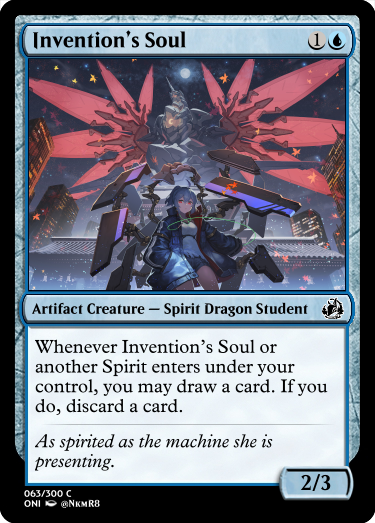 Invention's Soul 1
Artifact Creature — Spirit Dragon Student
Whenever Invention's Soul or
another Spirit enters under your
control, you may draw a card. If you
do, discard a card.
As spirited as the machine she is
presenting.
2/3
063/300 C
ONI @NkmR8